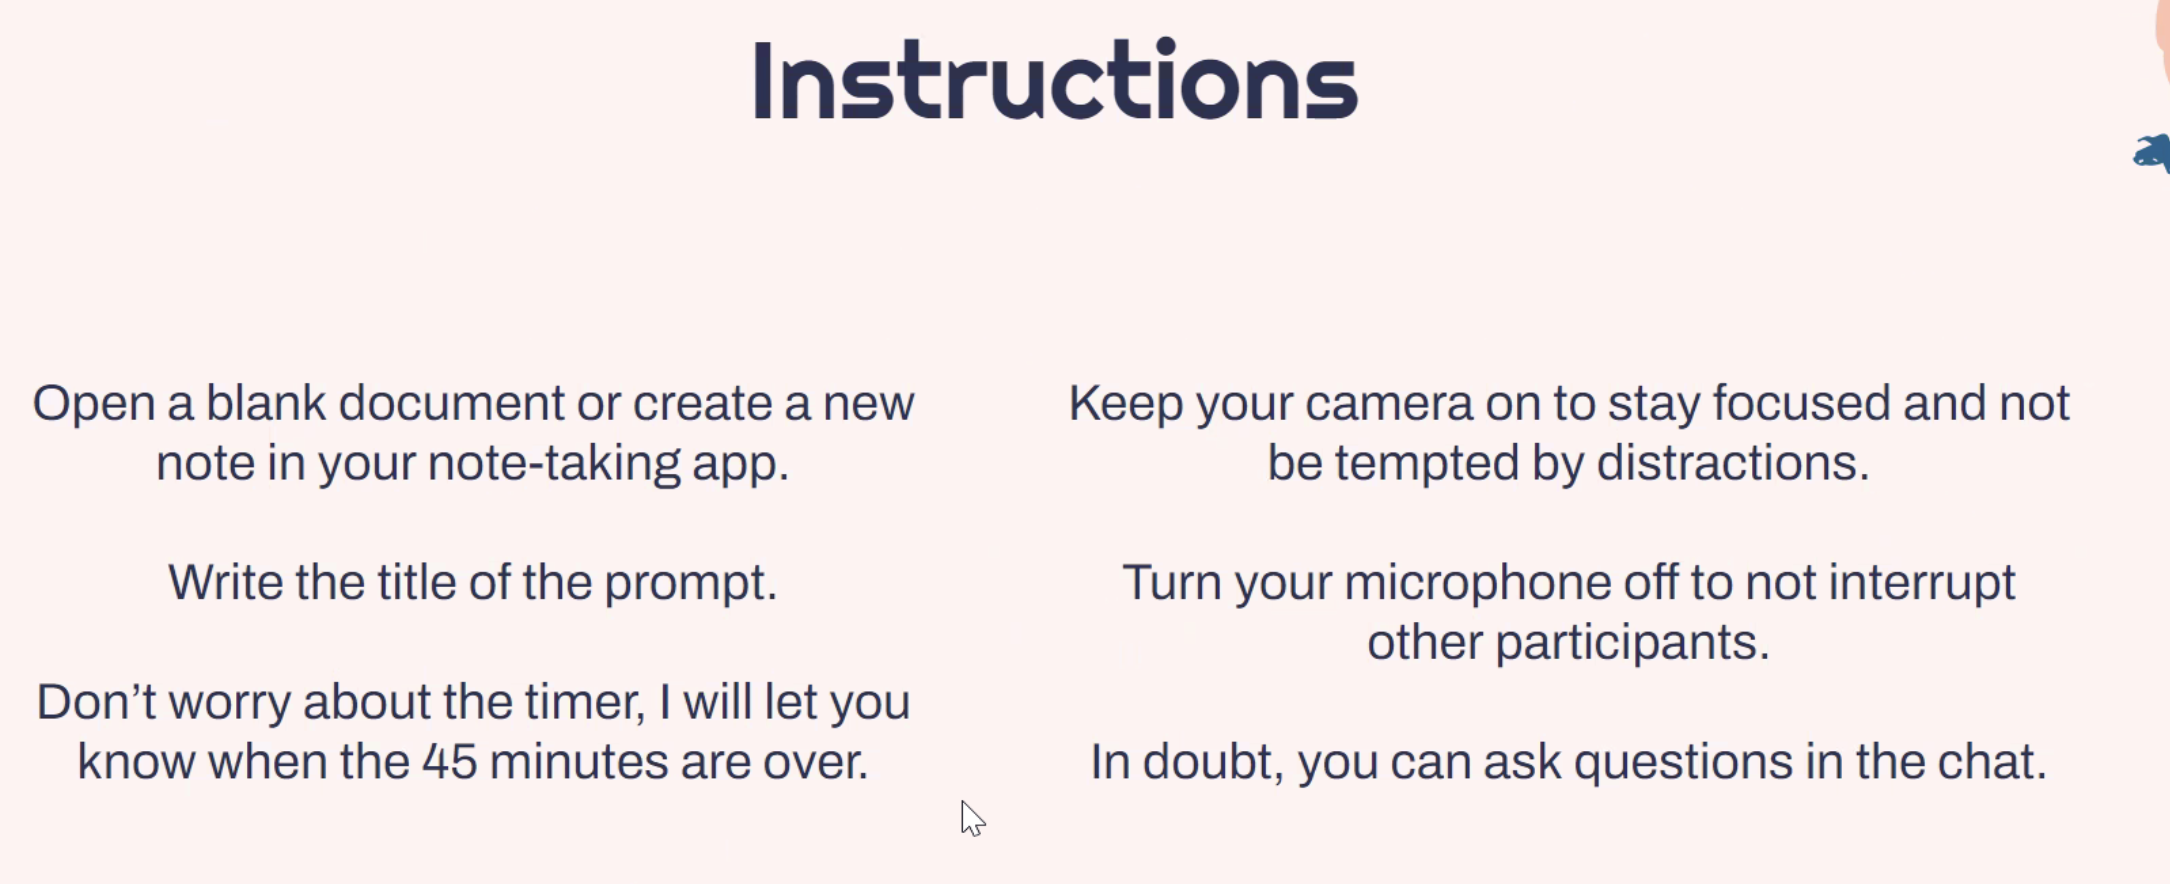 Instructions
Open a blank document or create a new
note in your note-taking app.
Write the title of the prompt.
Don’t worry about the timer, I will let you
know when the 45 minutes are over.
Keep your camera on to stay focused and not
be tempted by distractions.
Turn your microphone off to not interrupt
other participants.
In doubt, you can ask questions in the chat.